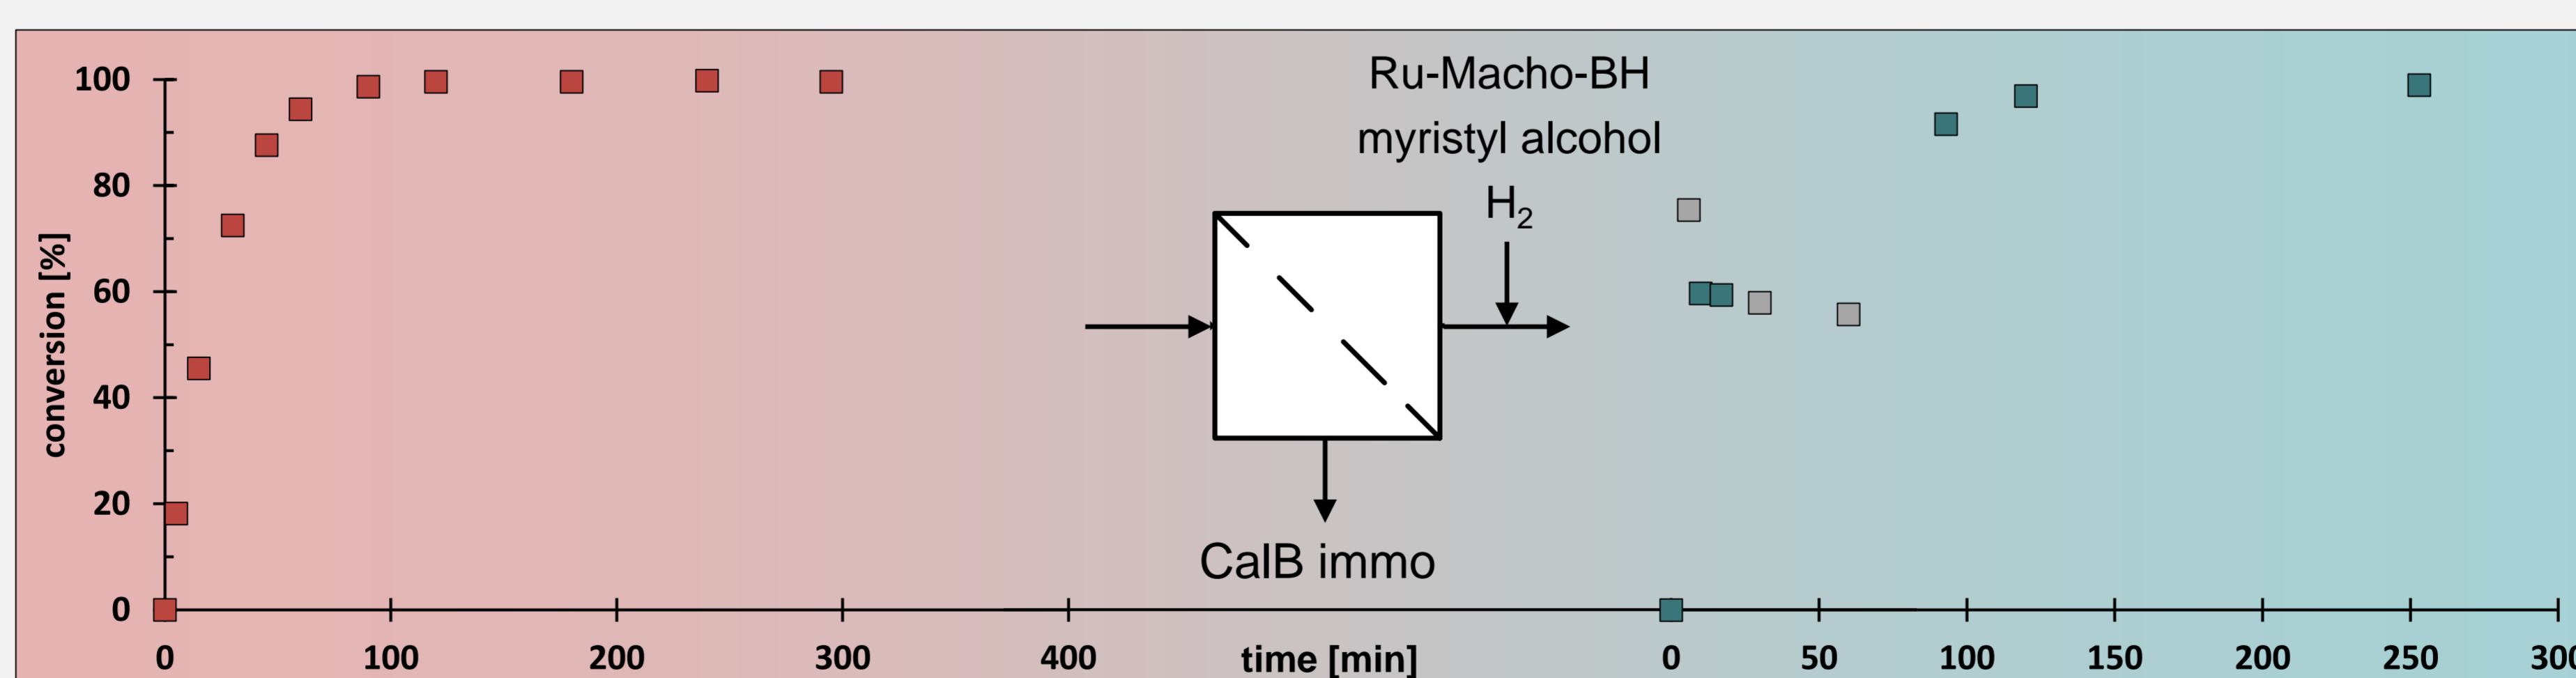 100
80
60
40
20
0
conversion [%]
0 100 200 300 400 time [min] 0 50 100 150 200 250
Ru-Macho-BH
myristyl alcohol
H₂
CalB immo